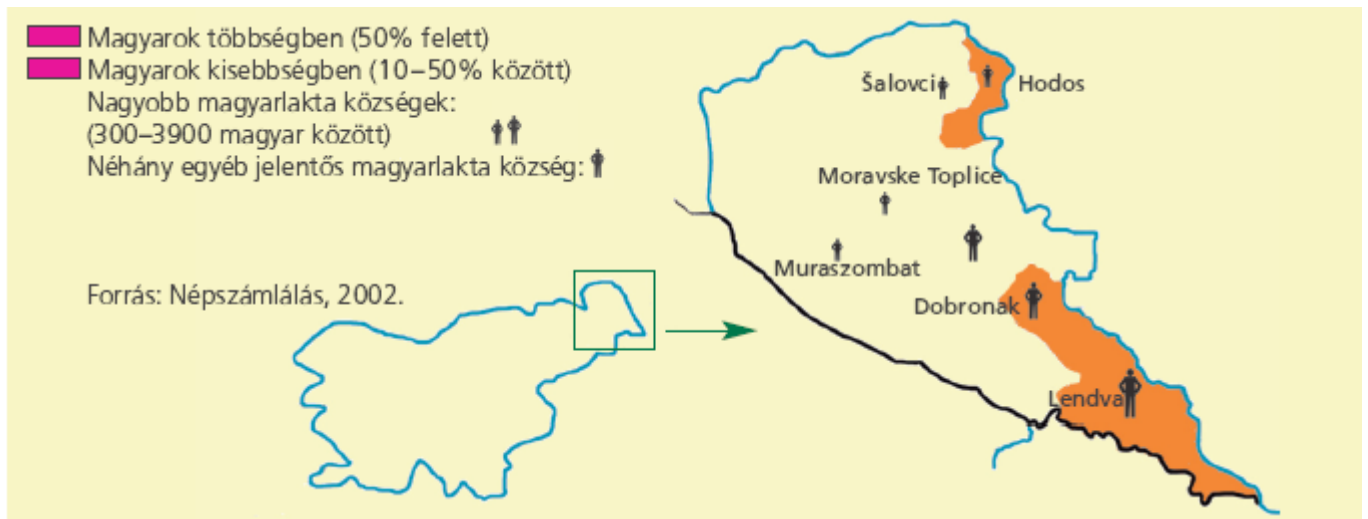 Magyarok többségben (50% felett)
Magyarok kisebbségben (10–50% között)
Nagyobb magyarlakta községek:
(300–3900 magyar között)
Néhány egyéb jelentős magyarlakta község:
Forrás: Népszámlálás, 2002.
Šalovci
Hodos
Moravske Toplice
Muraszombat
Dobronak
Lendva